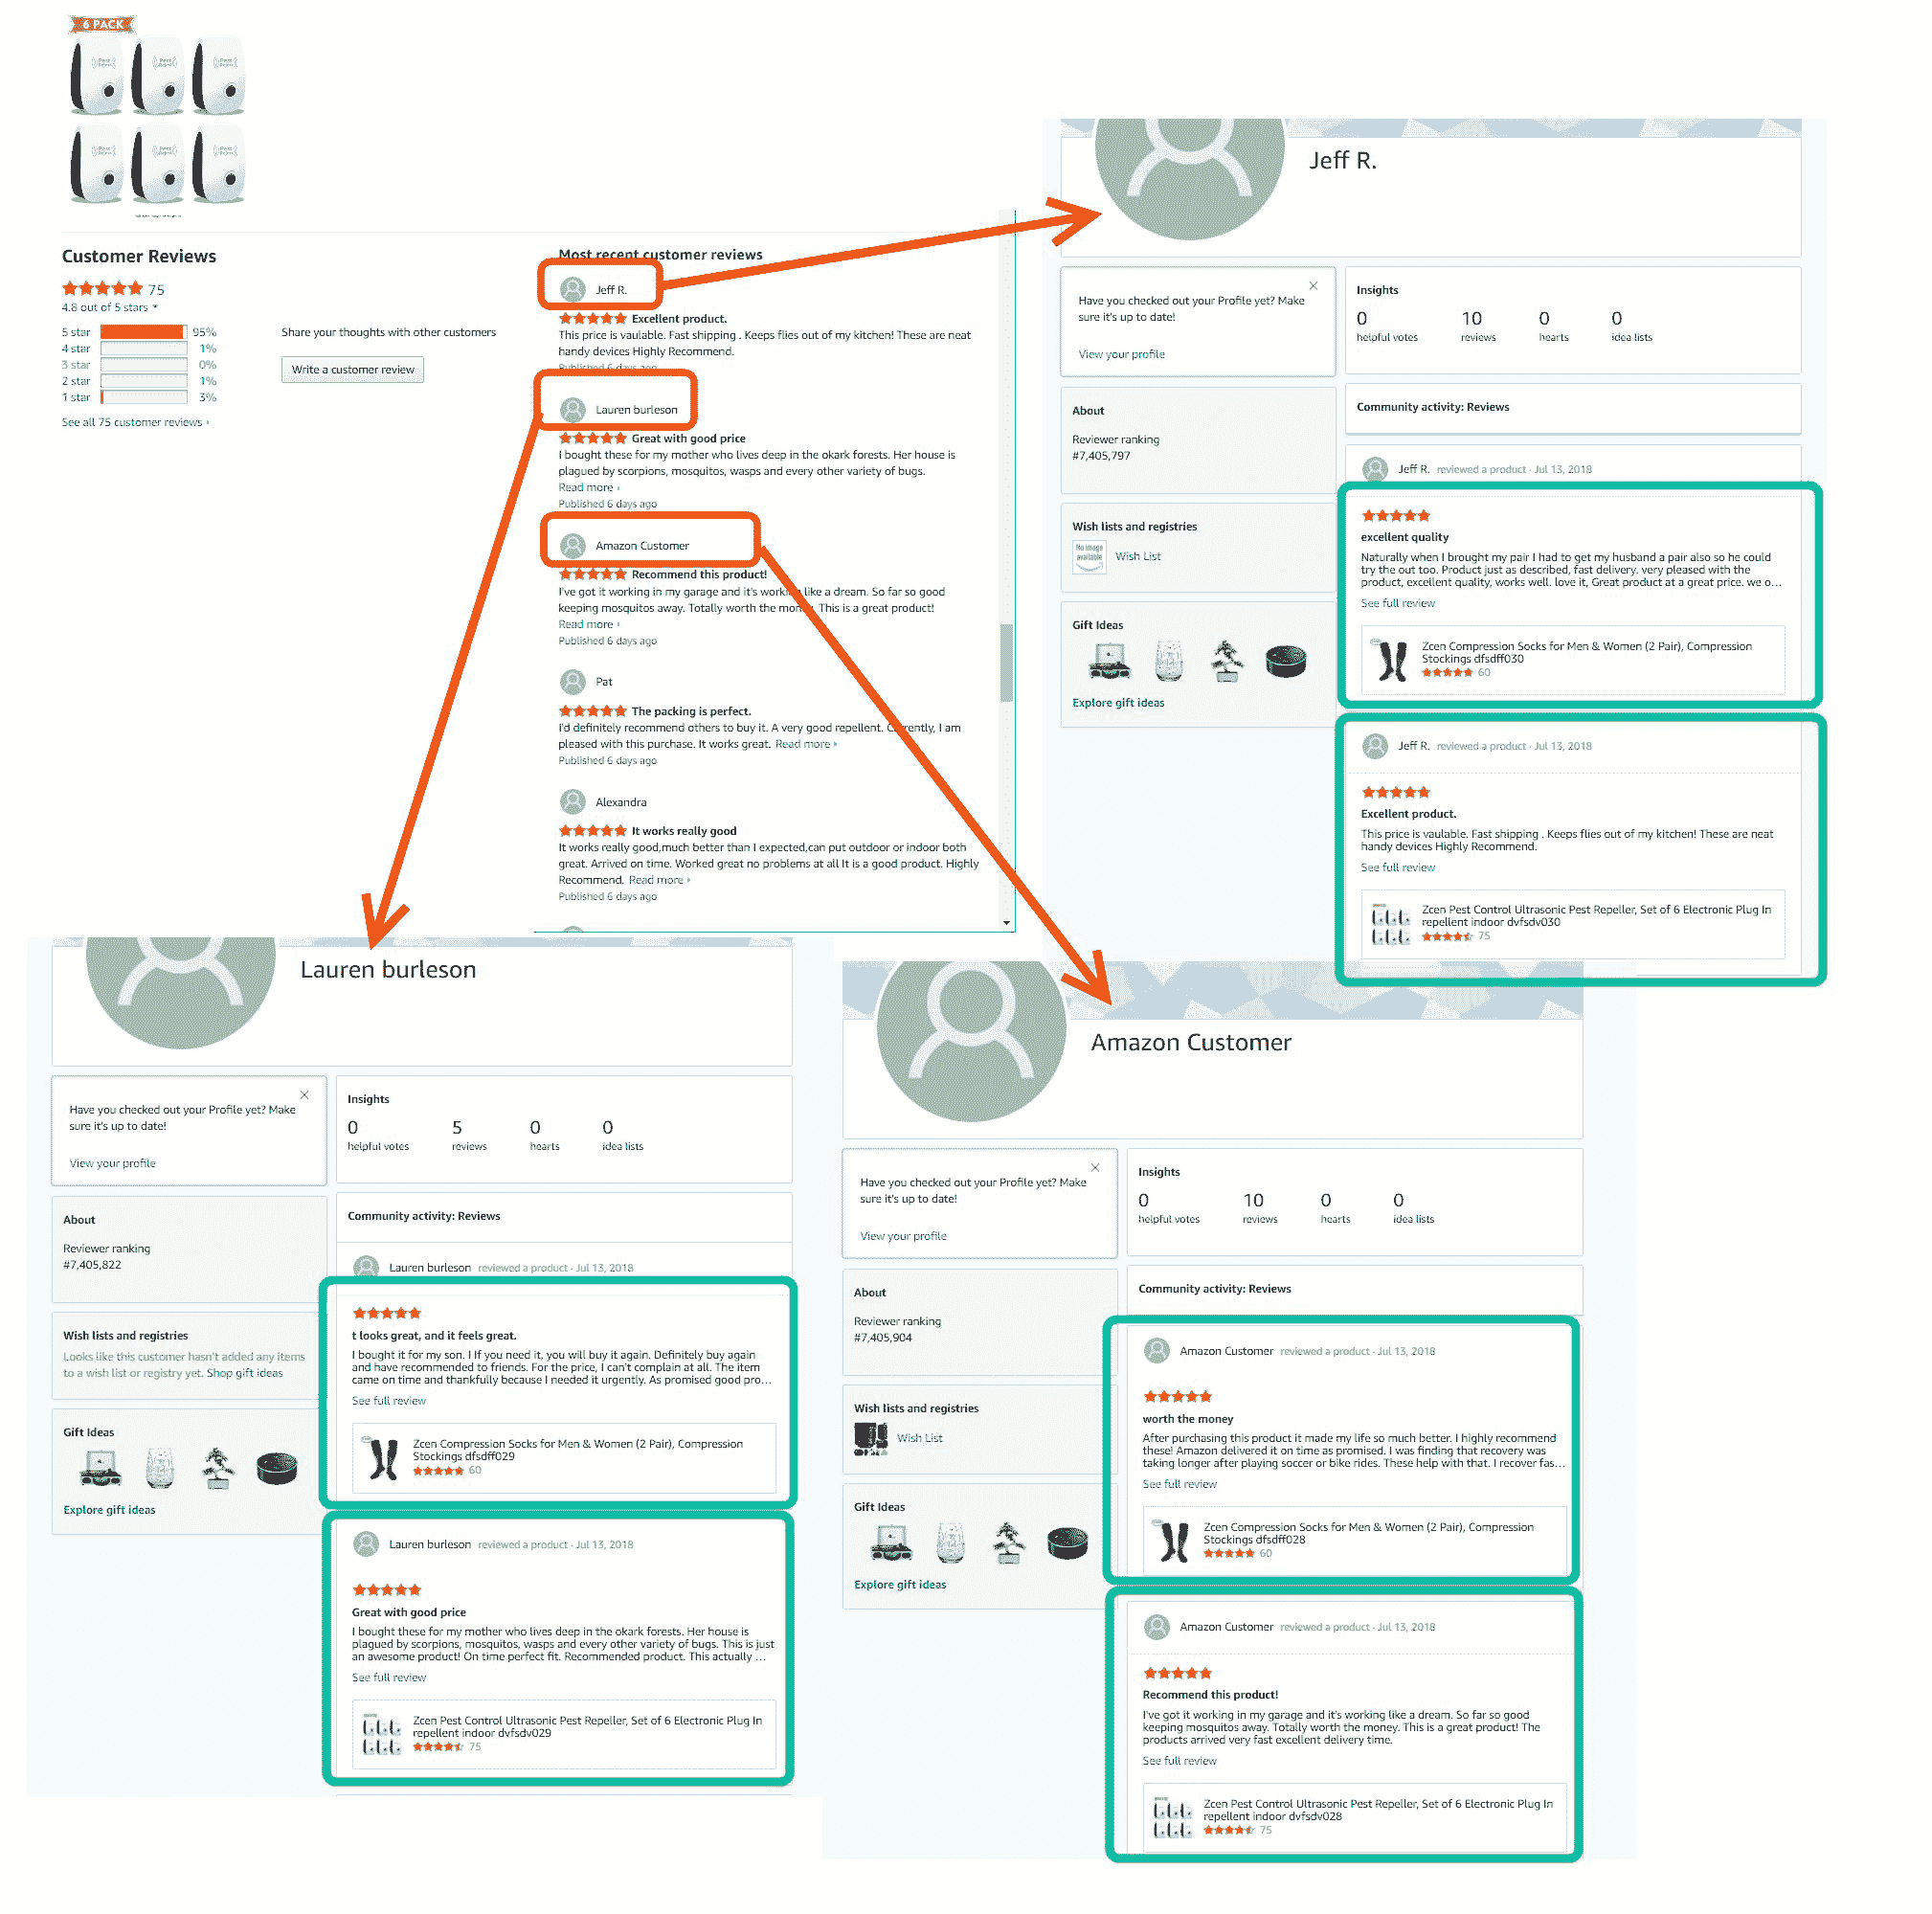 6 PACK
Customer Reviews
75
4.8 out of 5 stars
5 star 95%
4 star 1%
3 star 0%
2 star 1%
1 star 3%
See all 75 customer reviews ›
Share your thoughts with other customers
Write a customer review
Most recent customer reviews
Jeff R.
Excellent product.
This price is vaulable. Fast shipping . Keeps flies out of my kitchen! These are neat
handy devices Highly Recommend.
Published 6 days ago
Lauren burleson
Great with good price
I bought these for my mother who lives deep in the okark forests. Her house is
plagued by scorpions, mosquitos, wasps and every other variety of bugs.
Read more ›
Published 6 days ago
Amazon Customer
Recommend this product!
I've got it working in my garage and it's working like a dream. So far so good
keeping mosquitos away. Totally worth the money. This is a great product!
Read more ›
Published 6 days ago
Pat
The packing is perfect.
I'd definitely recommend others to buy it. A very good repellent. Currently, I am
pleased with this purchase. It works great. Read more ›
Published 6 days ago
Alexandra
It works really good
It works really good,much better than I expected,can put outdoor or indoor both
great. Arrived on time. Worked great no problems at all It is a good product. Highly
Recommend. Read more ›
Published 6 days ago
Jeff R.
Have you checked out your Profile yet? Make
sure it's up to date!
View your profile
Insights
0 10 0 0
helpful votes reviews hearts idea lists
About
Reviewer ranking
#7,405,797
Community activity: Reviews
Wish lists and registries
No image
available
Wish List
Gift Ideas
Explore gift ideas
Jeff R. reviewed a product · Jul 13, 2018
excellent quality
Naturally when I brought my pair I had to get my husband a pair also so he could
try the out too. Product just as described, fast delivery. very pleased with the
product, excellent quality, works well. love it, Great product at a great price. we o…
See full review
Zcen Compression Socks for Men & Women (2 Pair), Compression
Stockings dfsdff030
60
Jeff R. reviewed a product · Jul 13, 2018
Excellent product.
This price is vaulable. Fast shipping . Keeps flies out of my kitchen! These are neat
handy devices Highly Recommend.
See full review
Zcen Pest Control Ultrasonic Pest Repeller, Set of 6 Electronic Plug In
repellent indoor dvfsdv030
75
Lauren burleson
Have you checked out your Profile yet? Make
sure it's up to date!
View your profile
Insights
0 5 0 0
helpful votes reviews hearts idea lists
About
Reviewer ranking
#7,405,822
Community activity: Reviews
Wish lists and registries
Looks like this customer hasn't added any items
to a wish list or registry yet. Shop gift ideas
Gift Ideas
Explore gift ideas
Lauren burleson reviewed a product · Jul 13, 2018
t looks great, and it feels great.
I bought it for my son. I If you need it, you will buy it again. Definitely buy again
and have recommended to friends. For the price, I can't complain at all. The item
came on time and thankfully because I needed it urgently. As promised good pro…
See full review
Zcen Compression Socks for Men & Women (2 Pair), Compression
Stockings dfsdff029
60
Lauren burleson reviewed a product · Jul 13, 2018
Great with good price
I bought these for my mother who lives deep in the okark forests. Her house is
plagued by scorpions, mosquitos, wasps and every other variety of bugs. This is just
an awesome product! On time perfect fit. Recommended product. This actually …
See full review
Zcen Pest Control Ultrasonic Pest Repeller, Set of 6 Electronic Plug In
repellent indoor dvfsdv029
75
Amazon Customer
Have you checked out your Profile yet? Make
sure it's up to date!
View your profile
Insights
0 10 0 0
helpful votes reviews hearts idea lists
About
Reviewer ranking
#7,405,904
Community activity: Reviews
Wish lists and registries
Wish List
Gift Ideas
Explore gift ideas
Amazon Customer reviewed a product · Jul 13, 2018
worth the money
After purchasing this product it made my life so much better. I highly recommend
these! Amazon delivered it on time as promised. I was finding that recovery was
taking longer after playing soccer or bike rides. These help with that. I recover fas…
See full review
Zcen Compression Socks for Men & Women (2 Pair), Compression
Stockings dfsdff028
60
Amazon Customer reviewed a product · Jul 13, 2018
Recommend this product!
I've got it working in my garage and it's working like a dream. So far so good
keeping mosquitos away. Totally worth the money. This is a great product! The
products arrived very fast excellent delivery time.
See full review
Zcen Pest Control Ultrasonic Pest Repeller, Set of 6 Electronic Plug In
repellent indoor dvfsdv028
75